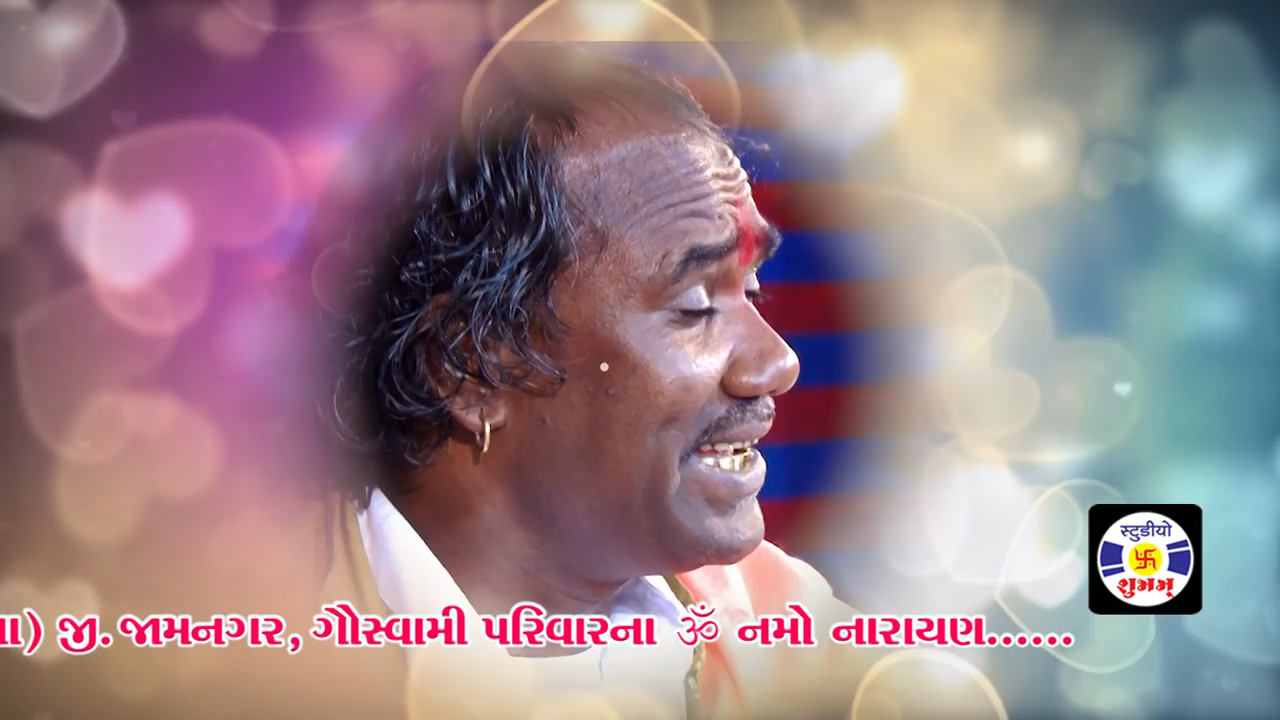 સ્ટુડીયો
શુભમ્
ા) જી. જામનગર, ગૌસ્વામી પરિવારના ૐ નમો નારાયણ......